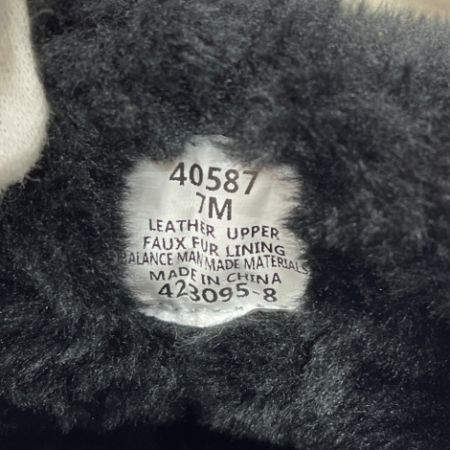 40587
7M
LEATHER UPPER
FAUX FUR LINING
BALANCE MAN MADE MATERIALS
MADE IN CHINA
423095-8